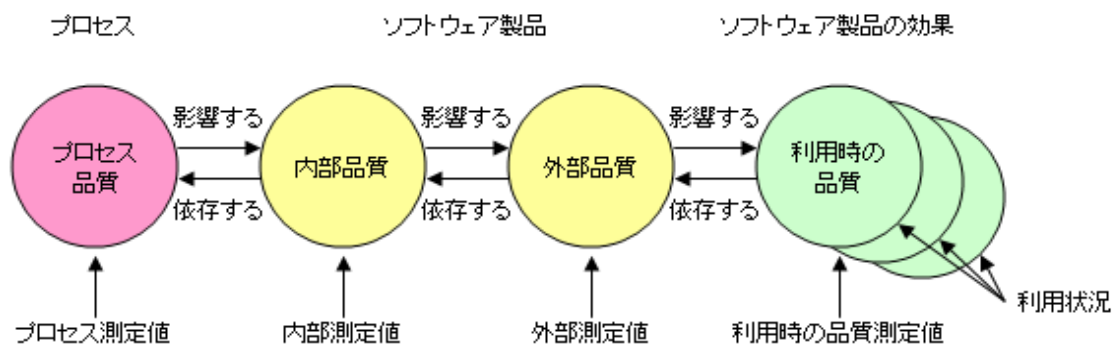 プロセス
ソフトウェア製品
ソフトウェア製品の効果
影響する
影響する
影響する
プロセス
品質
内部品質
外部品質
利用時の
品質
依存する
依存する
依存する
利用状況
プロセス測定値
内部測定値
外部測定値
利用時の品質測定値